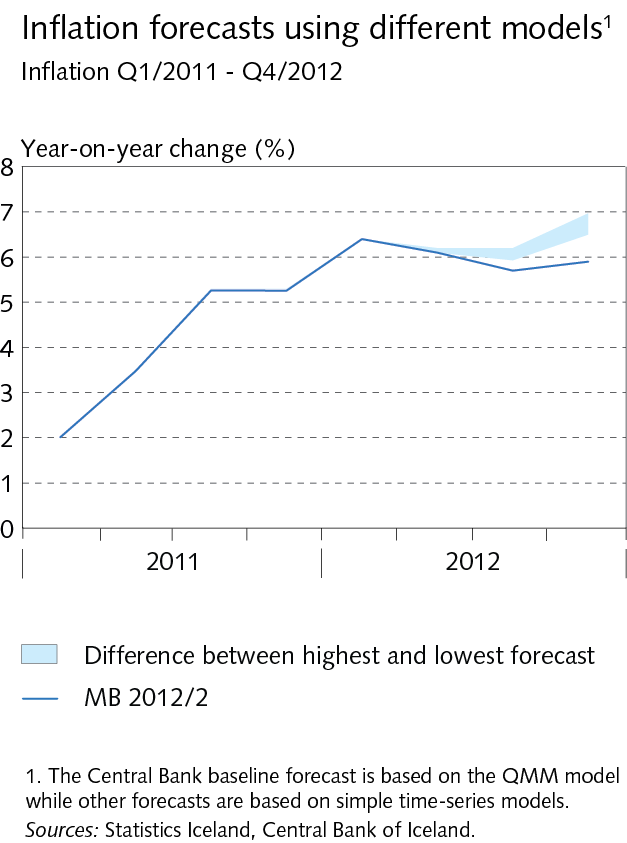 Inflation forecasts using different models¹
Inflation Q1/2011 - Q4/2012
Year-on-year change (%)
8
7
6
5
4
3
2
1
0
2011 2012
Difference between highest and lowest forecast
MB 2012/2
1. The Central Bank baseline forecast is based on the QMM model
while other forecasts are based on simple time-series models.
Sources: Statistics Iceland, Central Bank of Iceland.